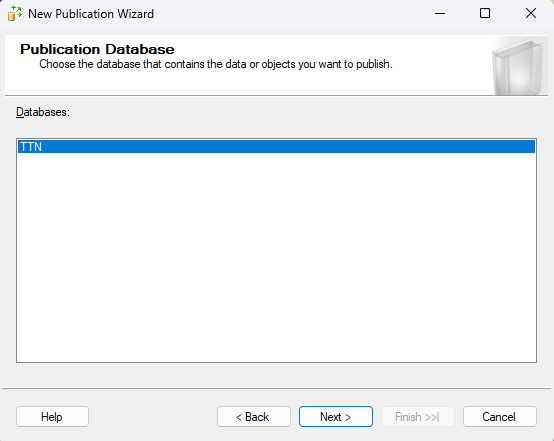 New Publication Wizard
Publication Database
Choose the database that contains the data or objects you want to publish.
Databases:
TTN
Help
< Back
Next >
Finish >>|
Cancel